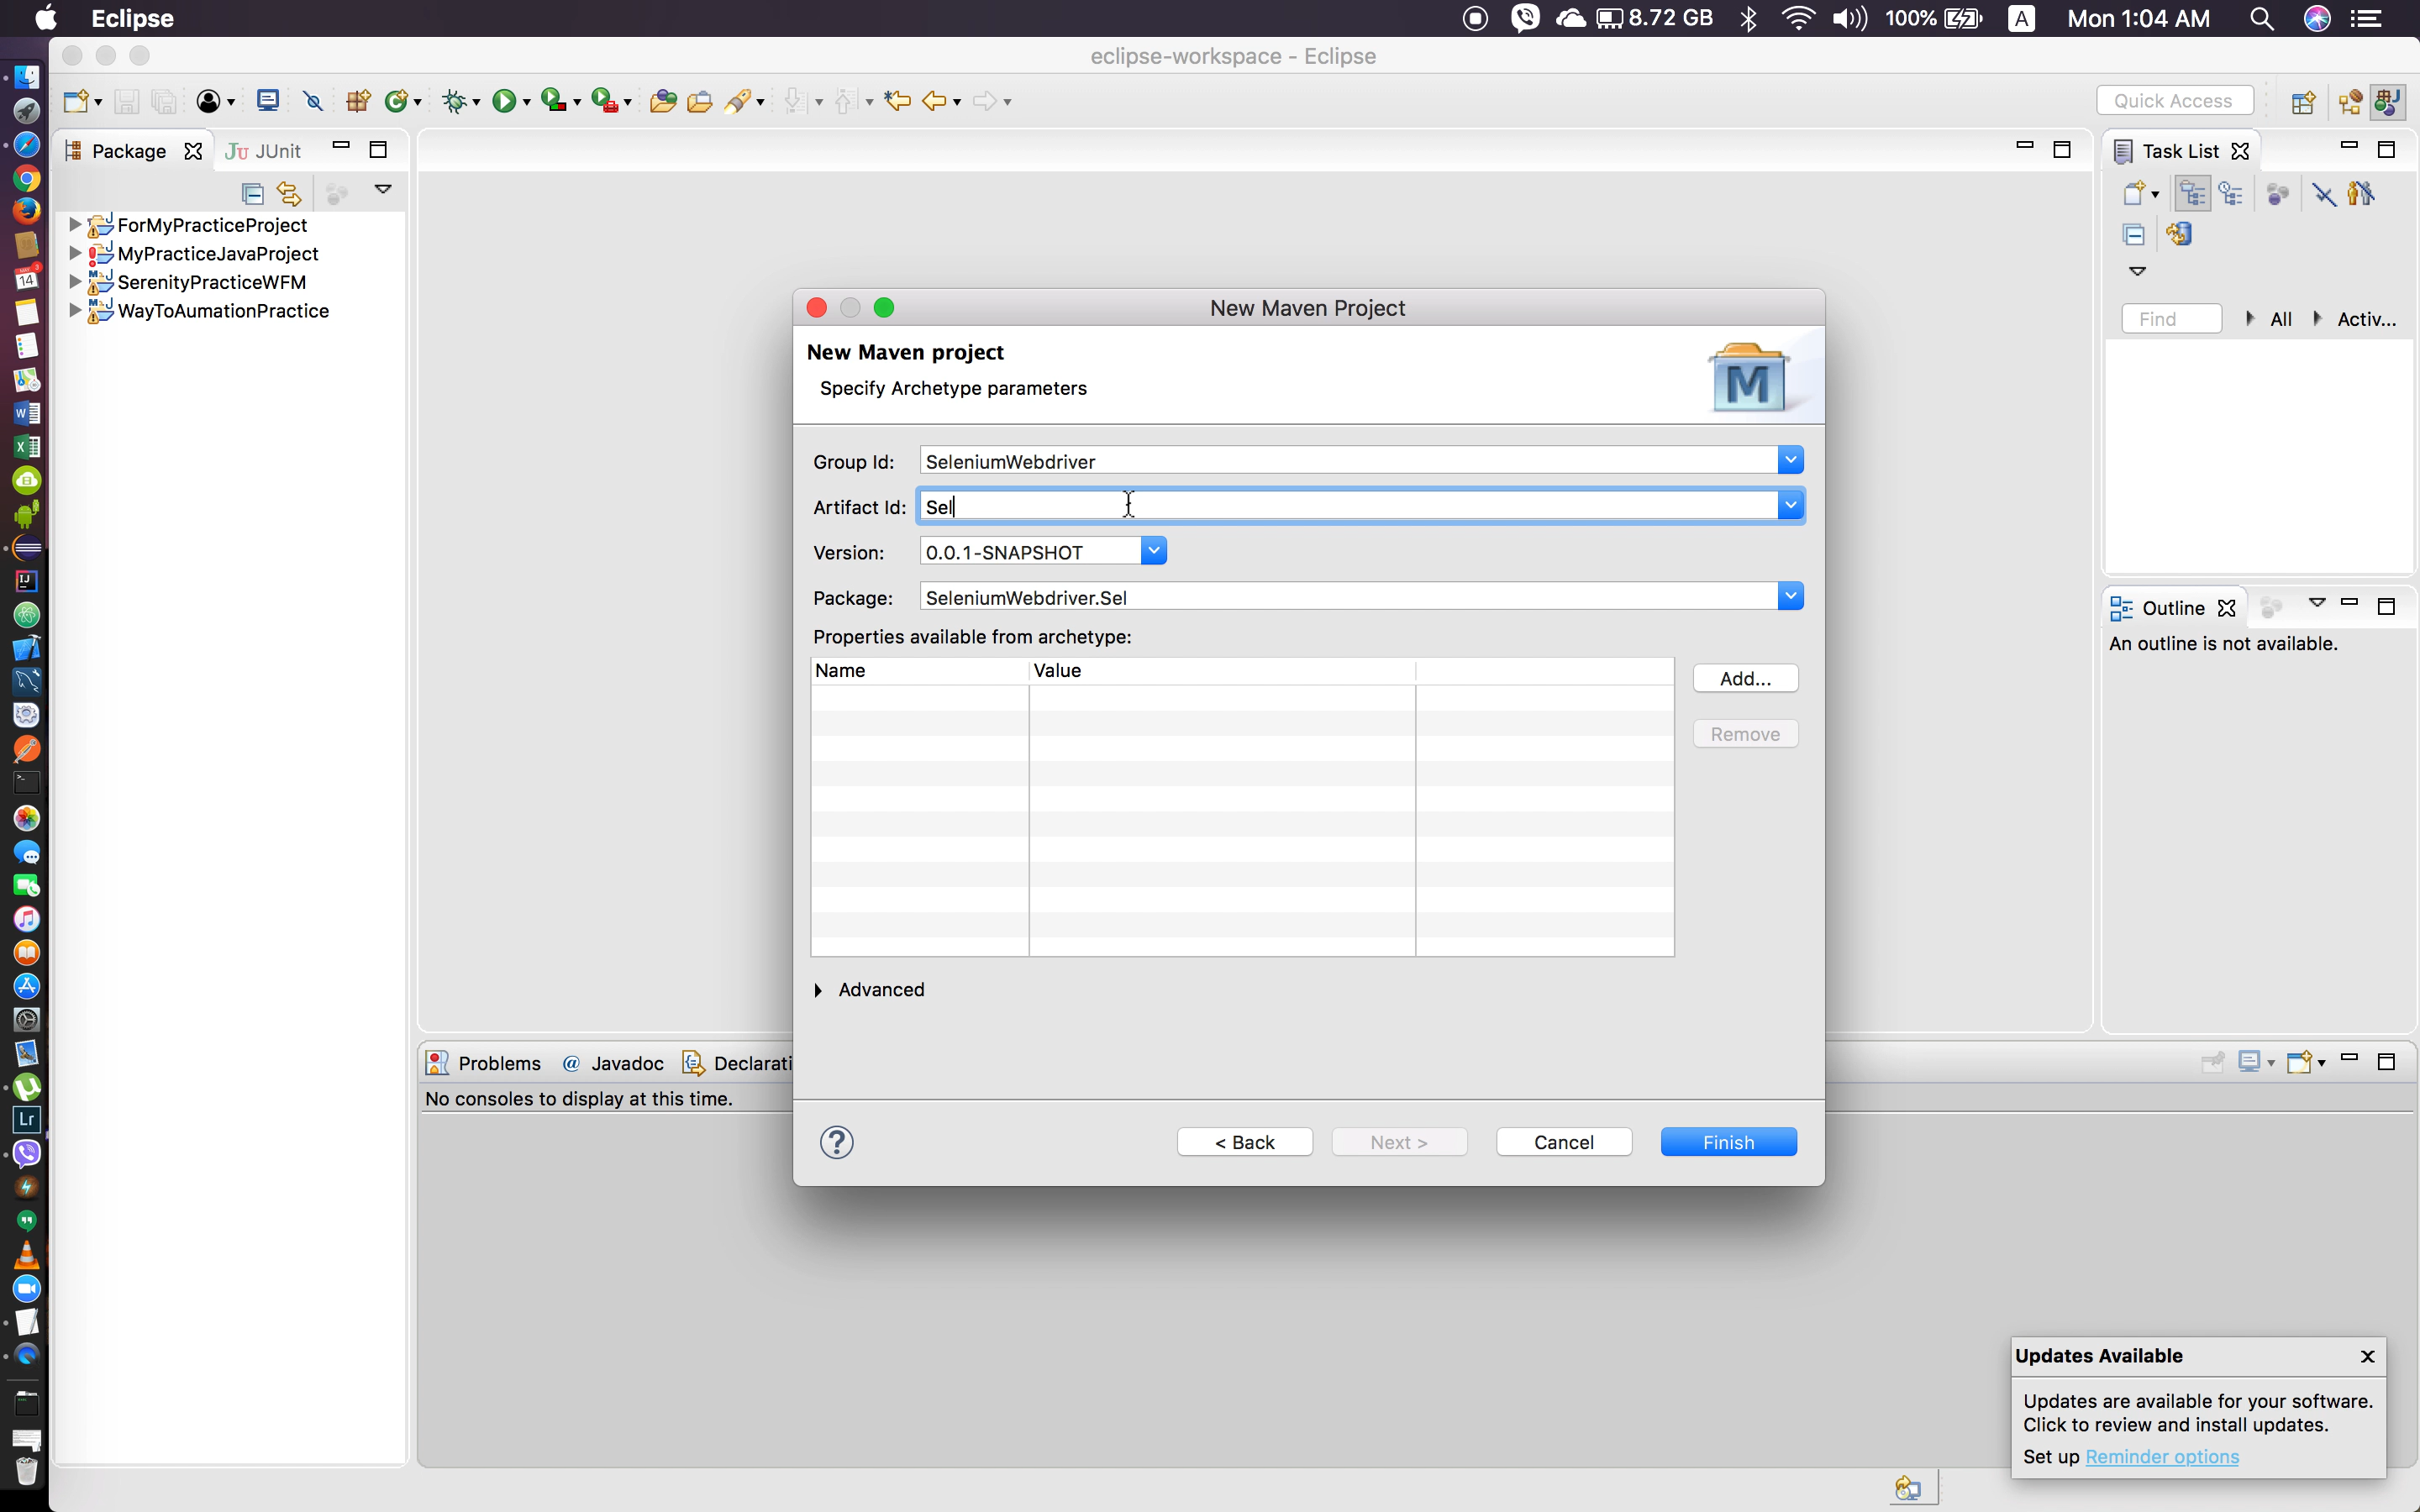 Eclipse
8.72 GB
100%
A
Mon 1:04 AM
eclipse-workspace - Eclipse
Quick Access
Package
JUnit
Task List
ForMyPracticeProject
MyPracticeJavaProject
SerenityPracticeWFM
WayToAumationPractice
Find
All
Activ...
New Maven Project
New Maven project
Specify Archetype parameters
M
Group Id: SeleniumWebdriver
Artifact Id: Sel
Version: 0.0.1-SNAPSHOT
Package: SeleniumWebdriver.Sel
Properties available from archetype:
Name Value
Add...
Remove
Advanced
Outline
An outline is not available.
Problems @ Javadoc Declarati
No consoles to display at this time.
?
< Back Next > Cancel Finish
Updates Available
Updates are available for your software.
Click to review and install updates.
Set up Reminder options
Lr